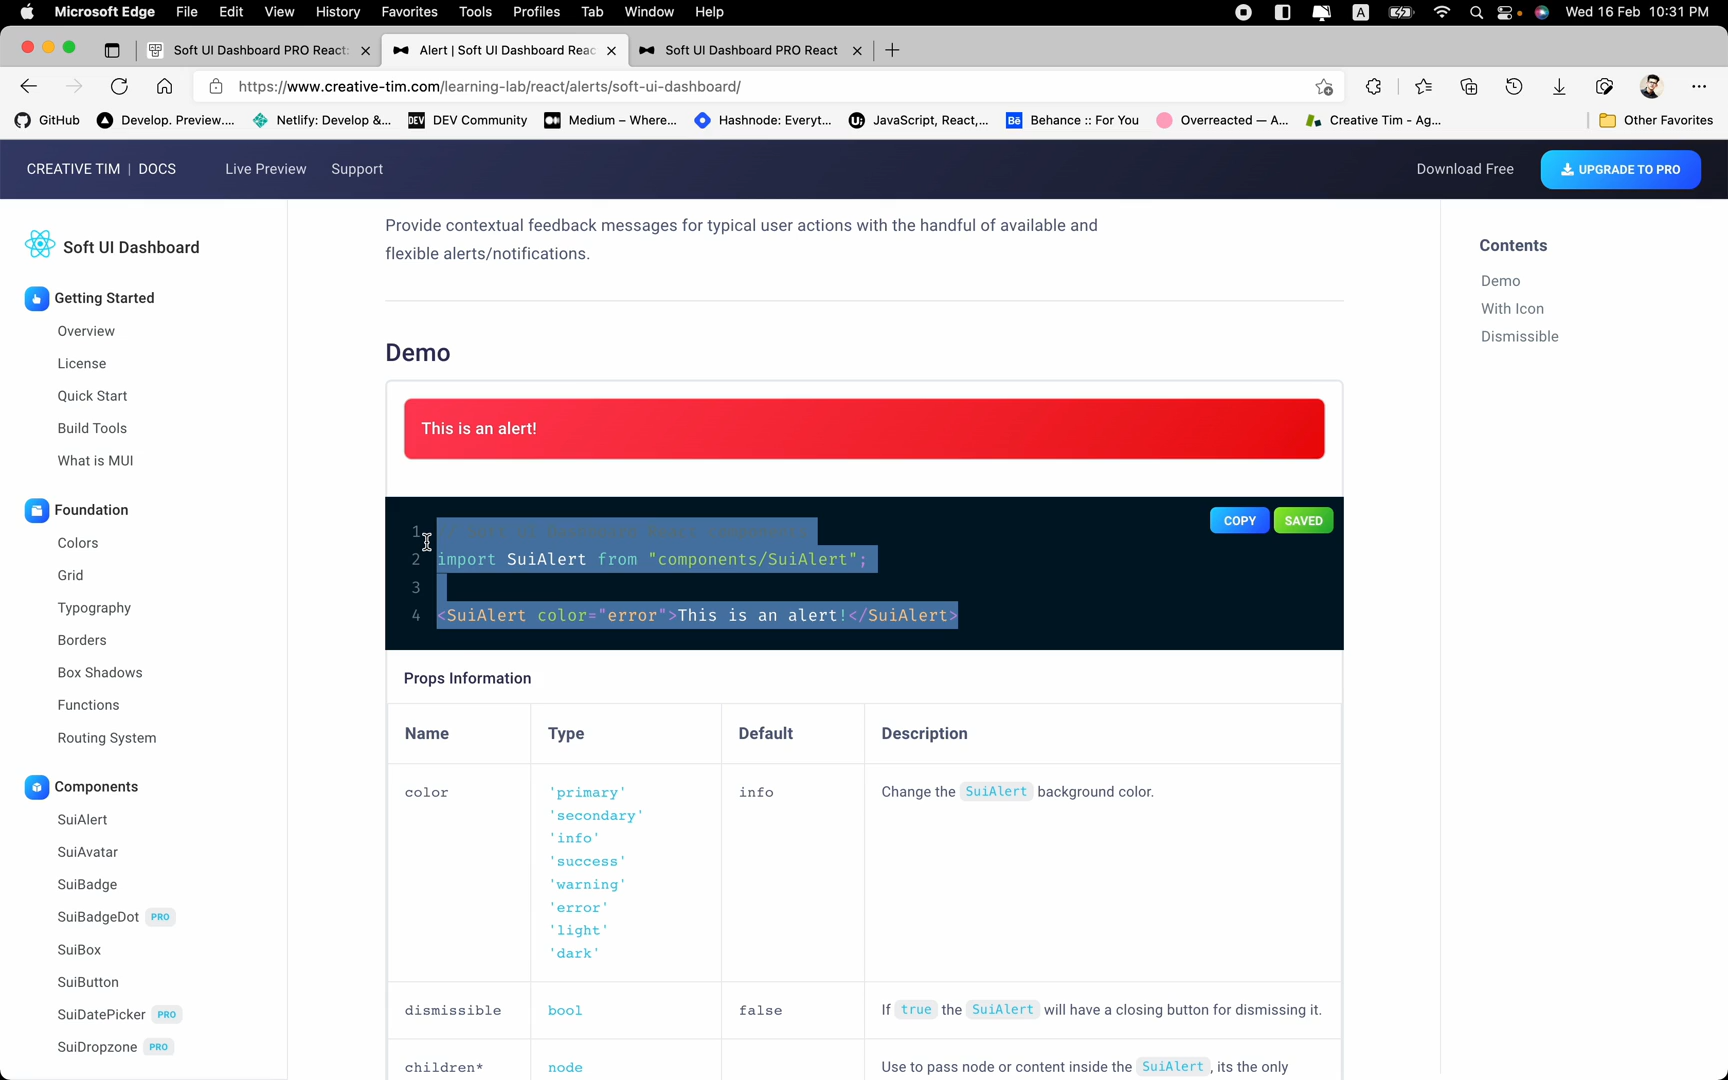 Microsoft Edge File Edit View History Favorites Tools Profiles Tab Window Help A Wed 16 Feb 10:31 PM
Soft UI Dashboard PRO React Alert | Soft UI Dashboard Reac Soft UI Dashboard PRO React
https://www.creative-tim.com/learning-lab/react/alerts/soft-ui-dashboard/
GitHub Develop. Preview.... Netlify: Develop &... DEV DEV Community Medium – Where... Hashnode: Everyt... JavaScript, React,... Bē Behance :: For You Overreacted — A... Creative Tim - Ag... Other Favorites
CREATIVE TIM | DOCS Live Preview Support Download Free UPGRADE TO PRO
Soft UI Dashboard
Getting Started
Overview
License
Quick Start
Build Tools
What is MUI
Foundation
Colors
Grid
Typography
Borders
Box Shadows
Functions
Routing System
Components
SuiAlert
SuiAvatar
SuiBadge
SuiBadgeDot PRO
SuiBox
SuiButton
SuiDatePicker PRO
SuiDropzone PRO
Provide contextual feedback messages for typical user actions with the handful of available and
flexible alerts/notifications.
Demo
This is an alert!
COPY SAVED
1 // Soft UI Dashboard React components
2 import SuiAlert from "components/SuiAlert";
3
4 <SuiAlert color="error">This is an alert!</SuiAlert>
Props Information
Name Type Default Description
color 'primary' info Change the SuiAlert background color.
'secondary'
'info'
'success'
'warning'
'error'
'light'
'dark'
dismissible bool false If true the SuiAlert will have a closing button for dismissing it.
children* node Use to pass node or content inside the SuiAlert, its the only
Contents
Demo
With Icon
Dismissible